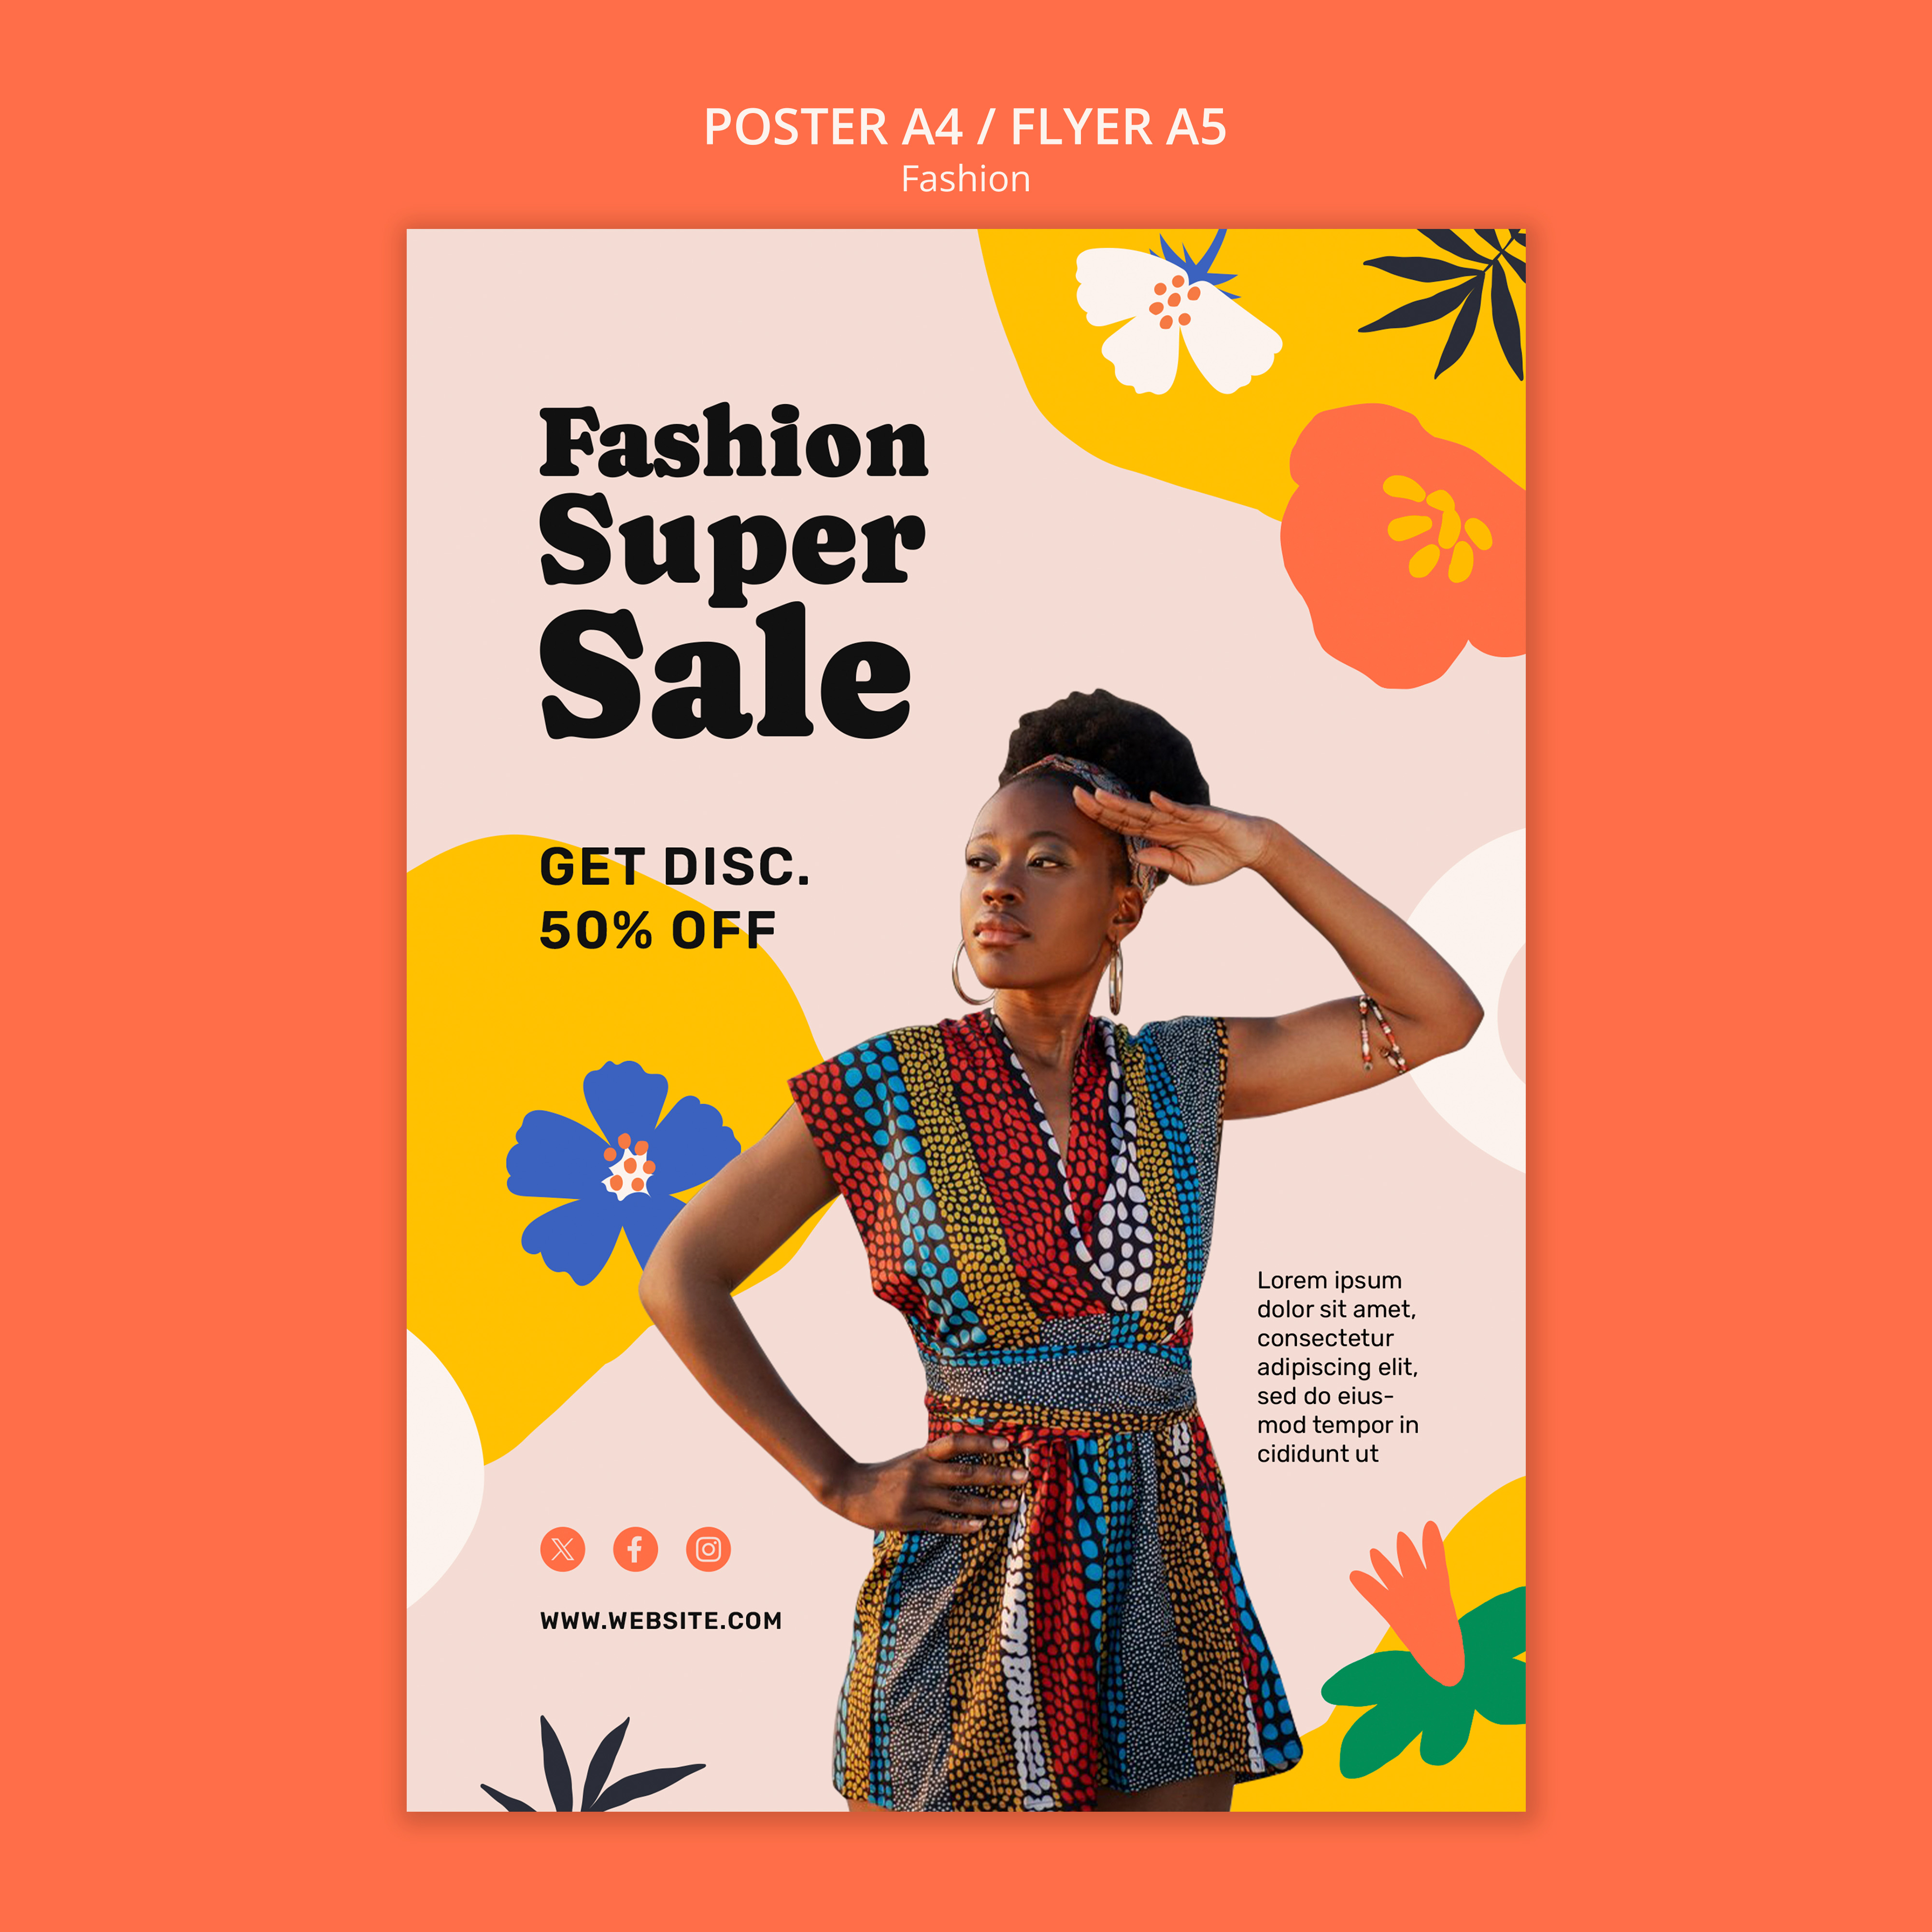 POSTER A4 / FLYER A5
Fashion
Fashion
Super
Sale
GET DISC.
50% OFF
Lorem ipsum
dolor sit amet,
consectetur
adipiscing elit,
sed do eius-
mod tempor in
cididunt ut
WWW.WEBSITE.COM